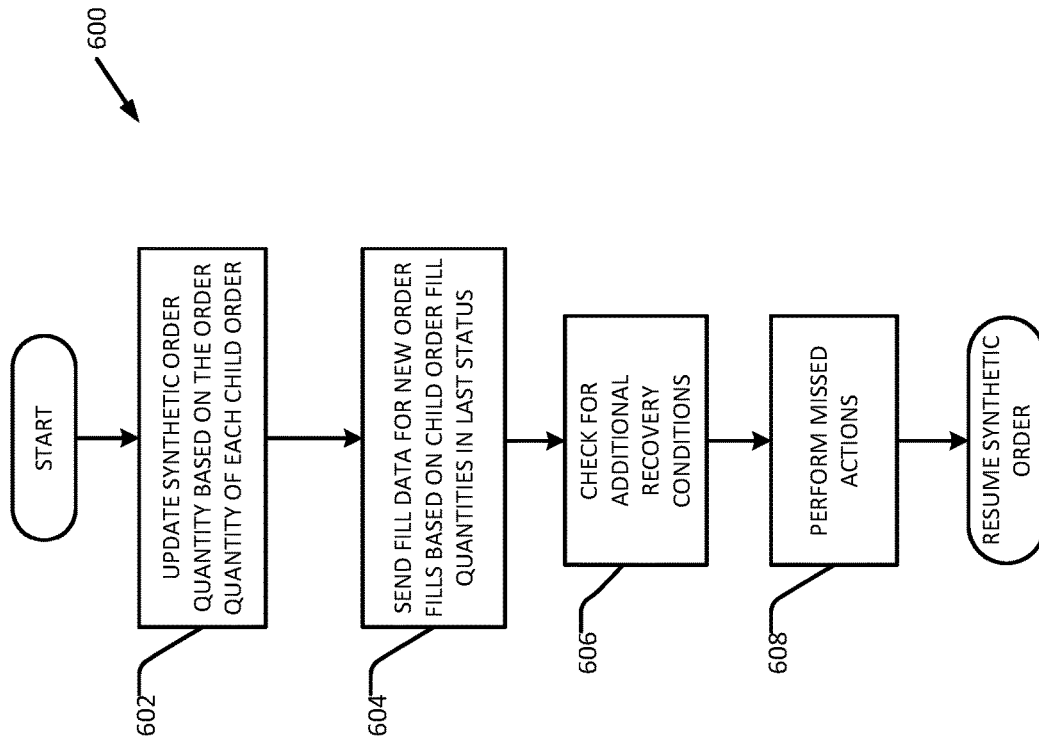 600
START
602
UPDATE SYNTHETIC ORDER
QUANTITY BASED ON THE ORDER
QUANTITY OF EACH CHILD ORDER
604
SEND FILL DATA FOR NEW ORDER
FILLS BASED ON CHILD ORDER FILL
QUANTITIES IN LAST STATUS
606
CHECK FOR
ADDITIONAL
RECOVERY
CONDITIONS
608
PERFORM MISSED
ACTIONS
RESUME SYNTHETIC
ORDER